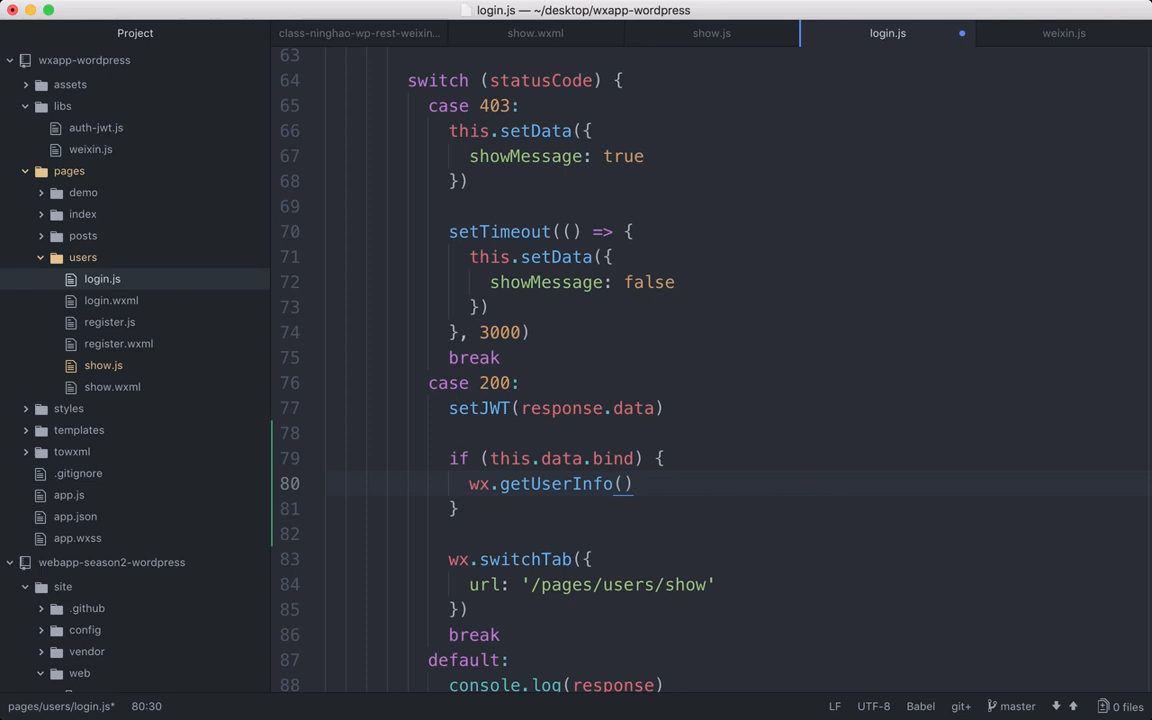 login.js — ~/desktop/wxapp-wordpress
Project
class-ninghao-wp-rest-weixin...
show.wxml
show.js
login.js
weixin.js
wxapp-wordpress
assets
libs
auth-jwt.js
weixin.js
pages
demo
index
posts
users
login.js
login.wxml
register.js
register.wxml
show.js
show.wxml
styles
templates
towxml
.gitignore
app.js
app.json
app.wxss
webapp-season2-wordpress
site
.github
config
vendor
web
63
64 switch (statusCode) {
65 case 403:
66 this.setData({
67 showMessage: true
68 })
69
70 setTimeout(() => {
71 this.setData({
72 showMessage: false
73 })
74 }, 3000)
75 break
76 case 200:
77 setJWT(response.data)
78
79 if (this.data.bind) {
80 wx.getUserInfo()
81 }
82
83 wx.switchTab({
84 url: '/pages/users/show'
85 })
86 break
87 default:
88 console.log(response)
pages/users/login.js* 80:30
LF UTF-8 Babel git+ master 0 files